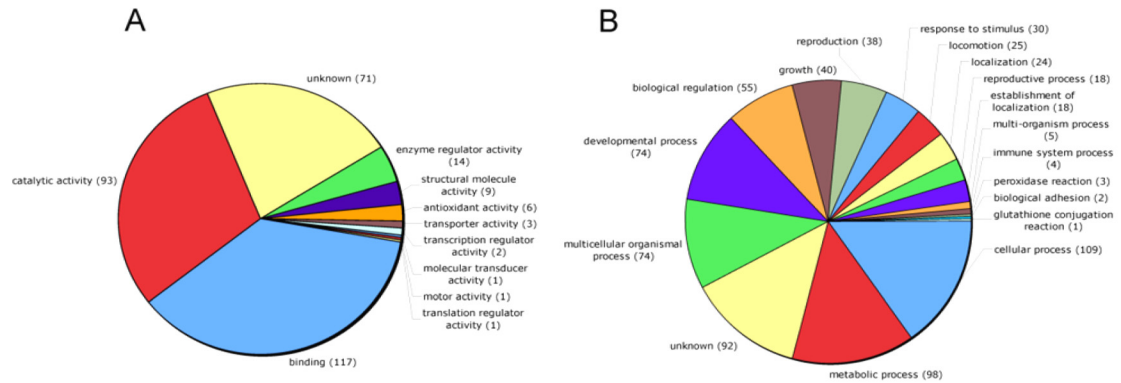 A
unknown (71)
enzyme regulator activity
(14)
structural molecule
activity (9)
antioxidant activity (6)
transporter activity (3)
transcription regulator
activity (2)
molecular transducer
activity (1)
motor activity (1)
translation regulator
activity (1)
catalytic activity (93)
binding (117)
B
reproduction (38)
response to stimulus (30)
locomotion (25)
localization (24)
reproductive process (18)
establishment of
localization (18)
multi-organism process
(5)
immune system process
(4)
peroxidase reaction (3)
biological adhesion (2)
glutathione conjugation
reaction (1)
cellular process (109)
growth (40)
biological regulation (55)
developmental process
(74)
multicellular organismal
process (74)
unknown (92)
metabolic process (98)